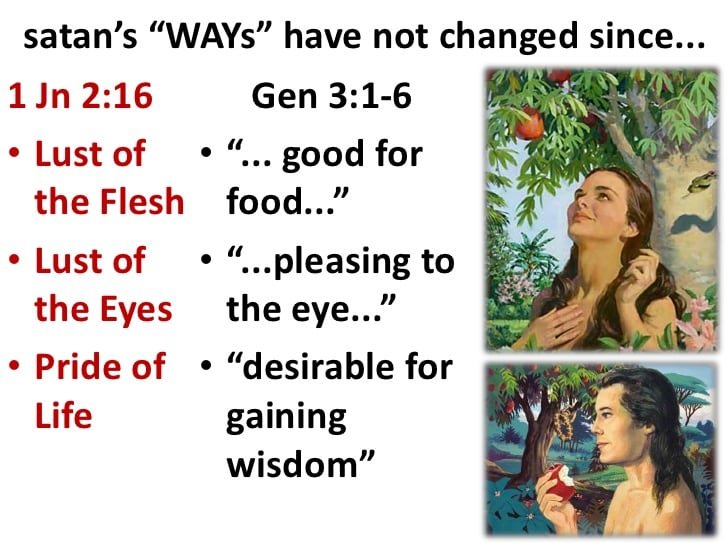 satan’s “WAYs” have not changed since...
1 Jn 2:16
• Lust of
the Flesh
• Lust of
the Eyes
• Pride of
Life
Gen 3:1-6
• “... good for
food...”
• “...pleasing to
the eye...”
• “desirable for
gaining
wisdom”